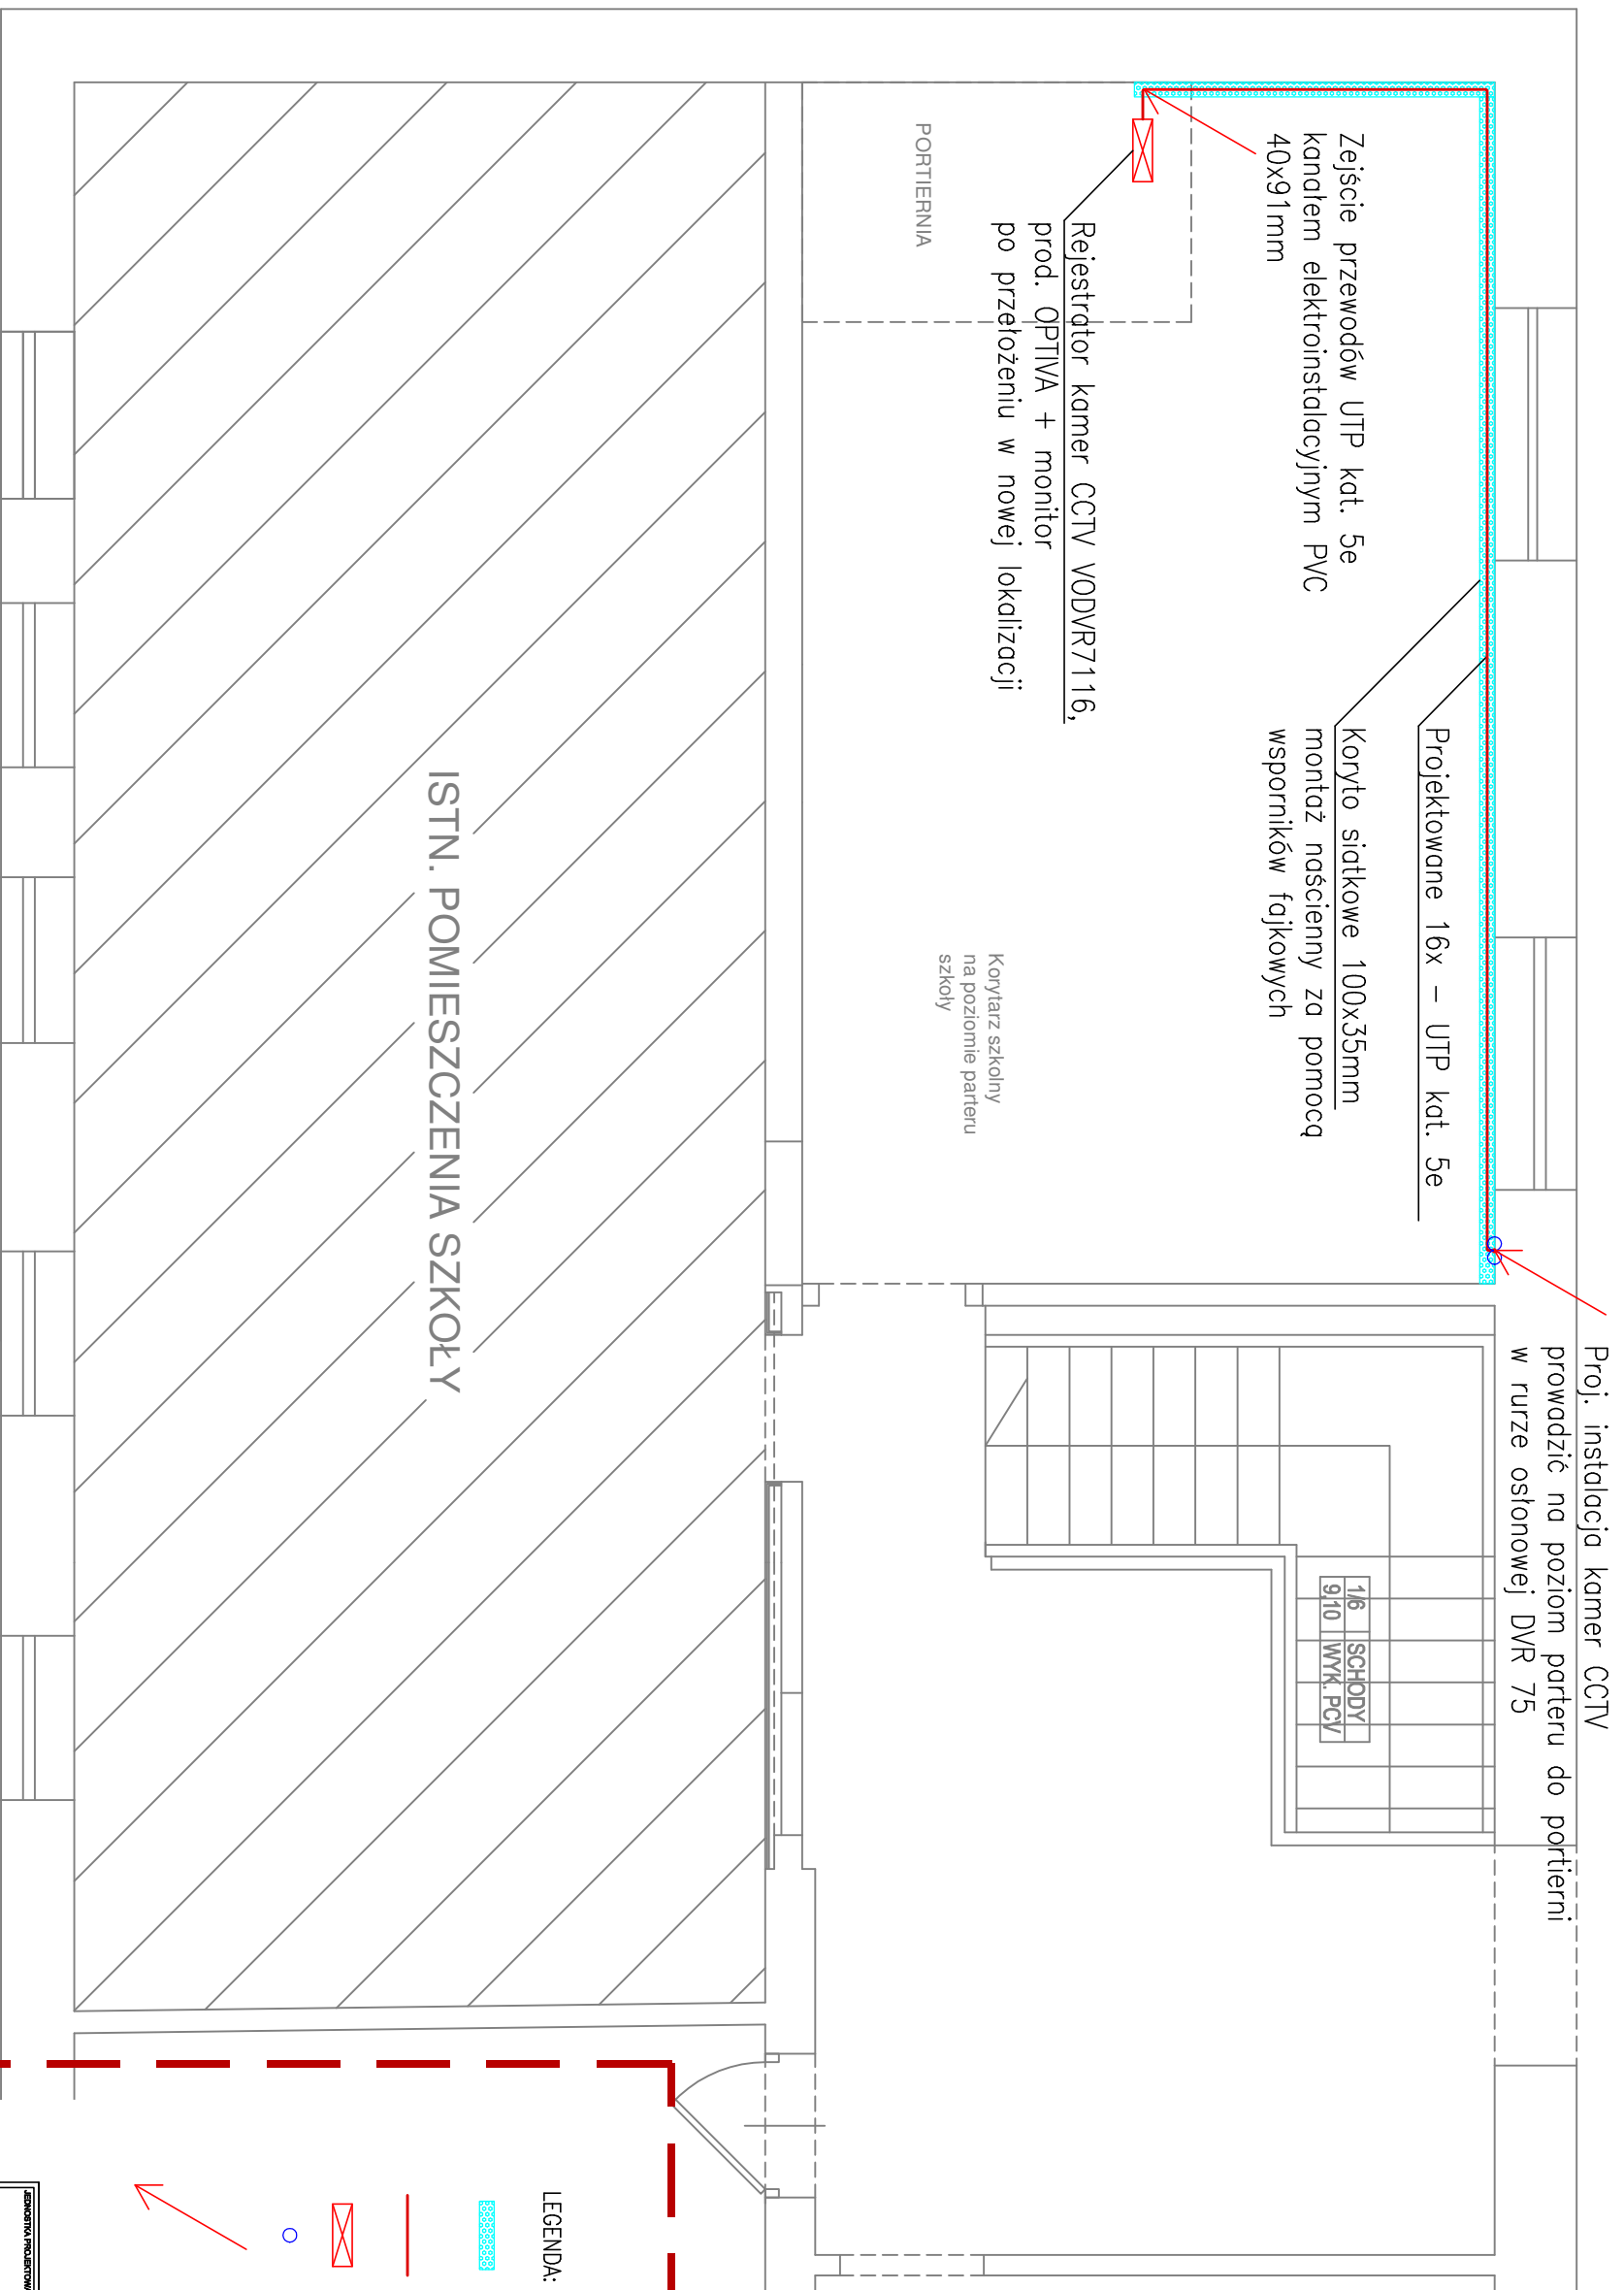 Proj. instalacja kamer CCTV
prowadzić na poziom parteru do portierni
w rurze osłonowej DVR 75
Projektowane 16x – UTP kat. 5e
Koryto siatkowe 100x35mm
montaż naścienny za pomocą
wsporników fajkowych
Zejście przewodów UTP kat. 5e
kanałem elektroinstalacyjnym PVC
40x91mm
Rejestrator kamer CCTV VODVR7116,
prod. OPTIVA + monitor
po przełożeniu w nowej lokalizacji
PORTIERNIA
Korytarz szkolny
na poziomie parteru
szkoły
1/6 SCHODY
9,10 WYK. PCV
ISTN. POMIESZCZENIA SZKOŁY
LEGENDA:
JEDNOSTKA